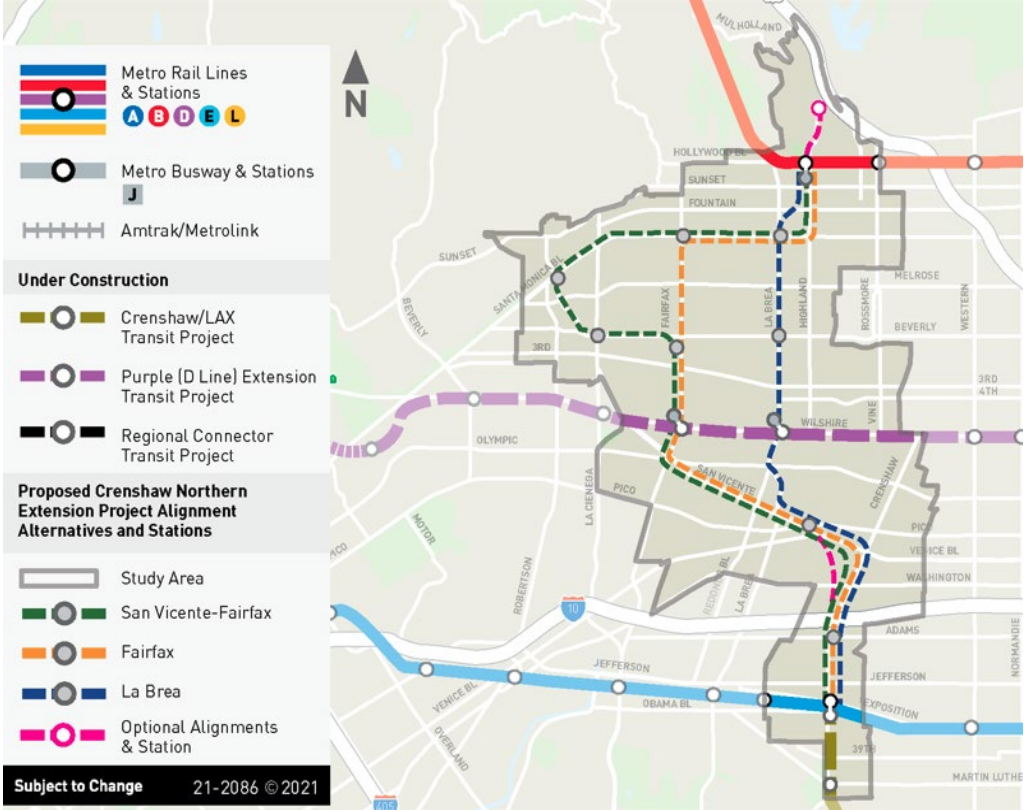 Metro Rail Lines
& Stations
A B D E L
Metro Busway & Stations
J
Amtrak/Metrolink
Under Construction
Crenshaw/LAX
Transit Project
Purple (D Line) Extension
Transit Project
Regional Connector
Transit Project
Proposed Crenshaw Northern
Extension Project Alignment
Alternatives and Stations
Study Area
San Vicente-Fairfax
Fairfax
La Brea
Optional Alignments
& Station
Subject to Change 21-2086 © 2021
N
MULHOLLAND
HOLLYWOOD BL
SUNSET
FOUNTAIN
SUNSET
SANTA MONICA BL
BEVERLY
FAIRFAX
LA BREA
HIGHLAND
ROSSMORE
MELROSE
WESTERN
BEVERLY
3RD
3RD
4TH
VINE
WILSHIRE
OLYMPIC
SAN VICENTE
CRENSHAW
LA CIENEGA
PICO
PICO
VENICE BL
WASHINGTON
MOTOR
PICO
ROBERTSON
REDONDO BL
LA BREA
10
ADAMS
NORMANDIE
JEFFERSON
JEFFERSON
VENICE BL
OBAMA BL
EXPOSITION
OVERLAND
39TH
MARTIN LUTHE
405